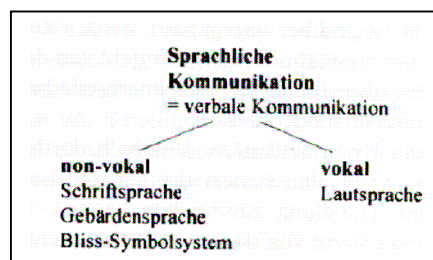 Sprachliche
Kommunikation
= verbale Kommunikation
non-vokal
Schriftsprache
Gebärdensprache
Bliss-Symbolsystem
vokal
Lautsprache